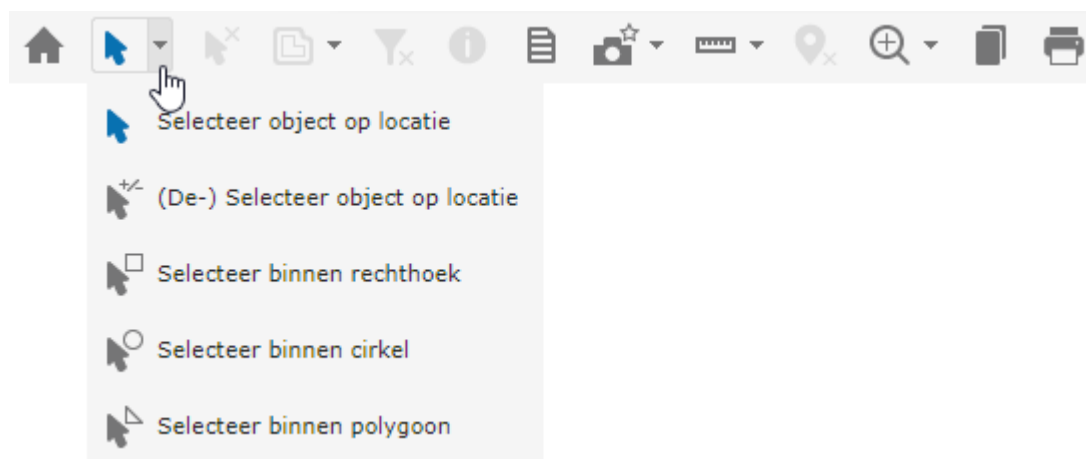 Selecteer object op locatie
(De-) Selecteer object op locatie
Selecteer binnen rechthoek
Selecteer binnen cirkel
Selecteer binnen polygoon